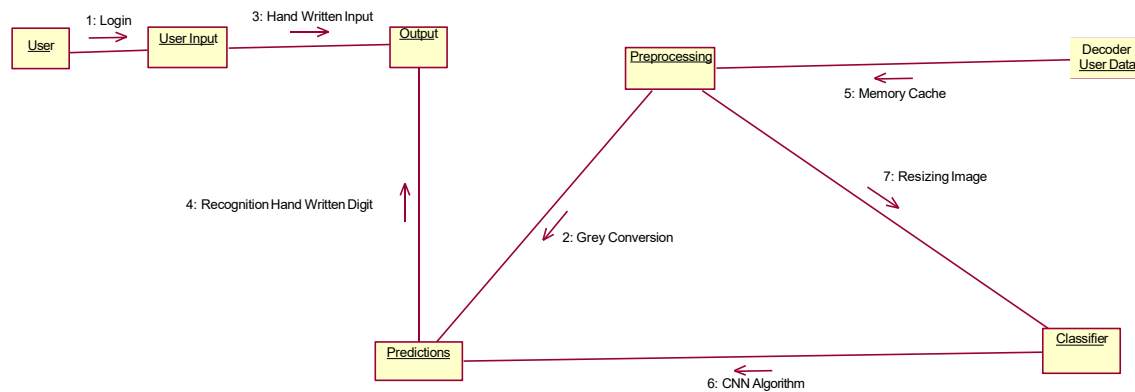 1: Login
3: Hand Written Input
User
User Input
Output
Preprocessing
Decoder
User Data
5: Memory Cache
7: Resizing Image
4: Recognition Hand Written Digit
2: Grey Conversion
Predictions
Classifier
6: CNN Algorithm